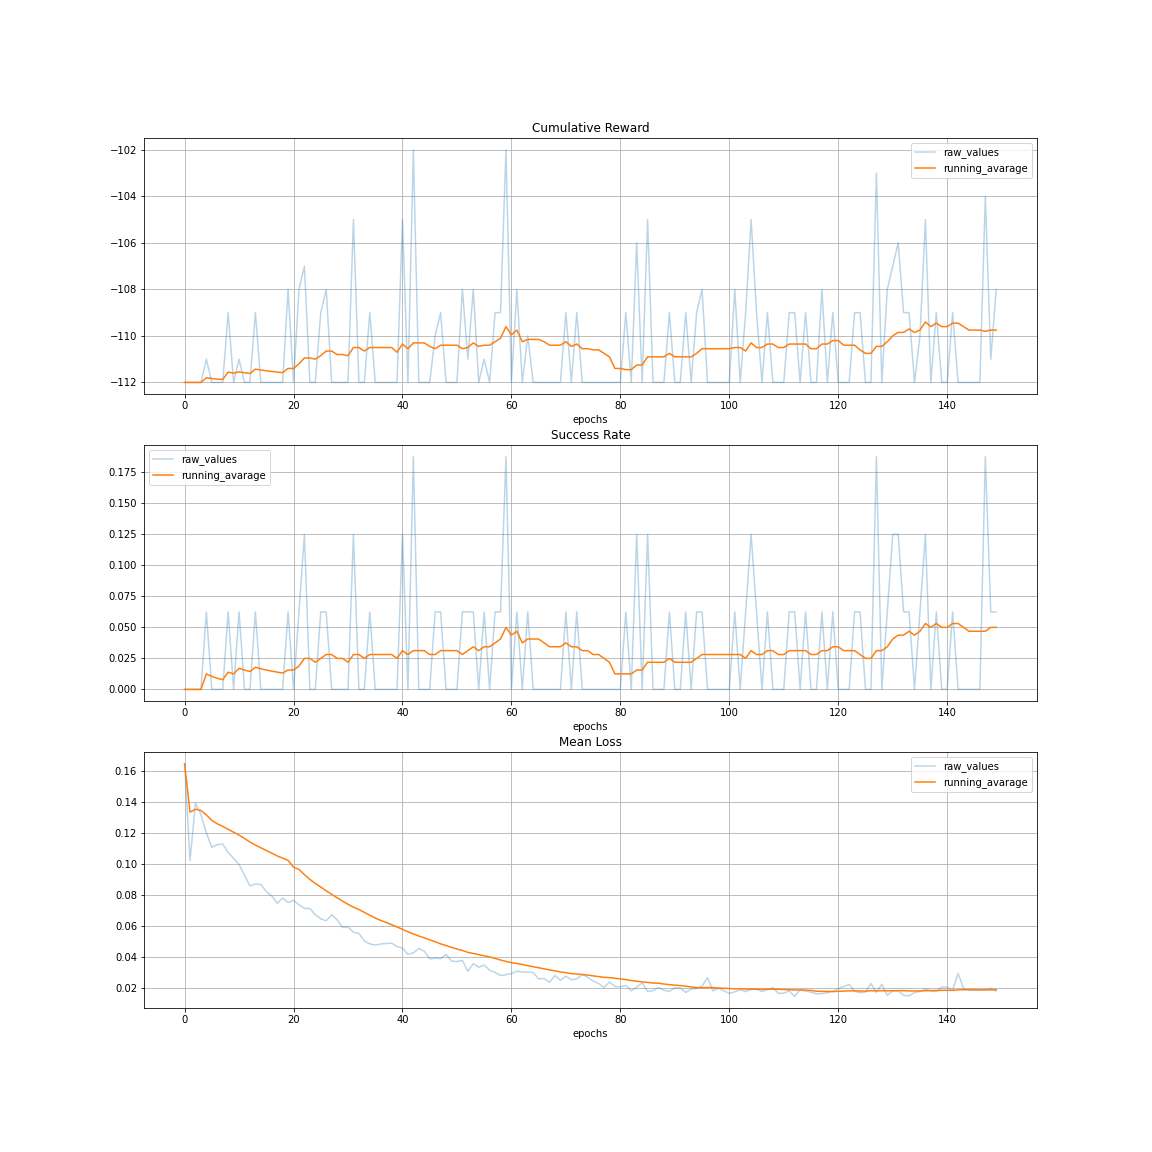 Cumulative Reward
−102
−104
−106
−108
−110
−112
raw_values
running_avarage
0 20 40 60 80 100 120 140
epochs
Success Rate
0.175
0.150
0.125
0.100
0.075
0.050
0.025
0.000
raw_values
running_avarage
0 20 40 60 80 100 120 140
epochs
Mean Loss
0.16
0.14
0.12
0.10
0.08
0.06
0.04
0.02
raw_values
running_avarage
0 20 40 60 80 100 120 140
epochs